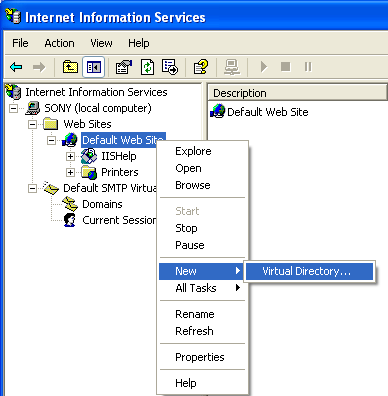 Internet Information Services
File Action View Help
Internet Information Services
SONY (local computer)
Web Sites
Default Web Site
IISHelp
Printers
Default SMTP Virtua
Domains
Current Session
Description
Default Web Site
Explore
Open
Browse
Start
Stop
Pause
New
Virtual Directory...
All Tasks
Rename
Refresh
Properties
Help